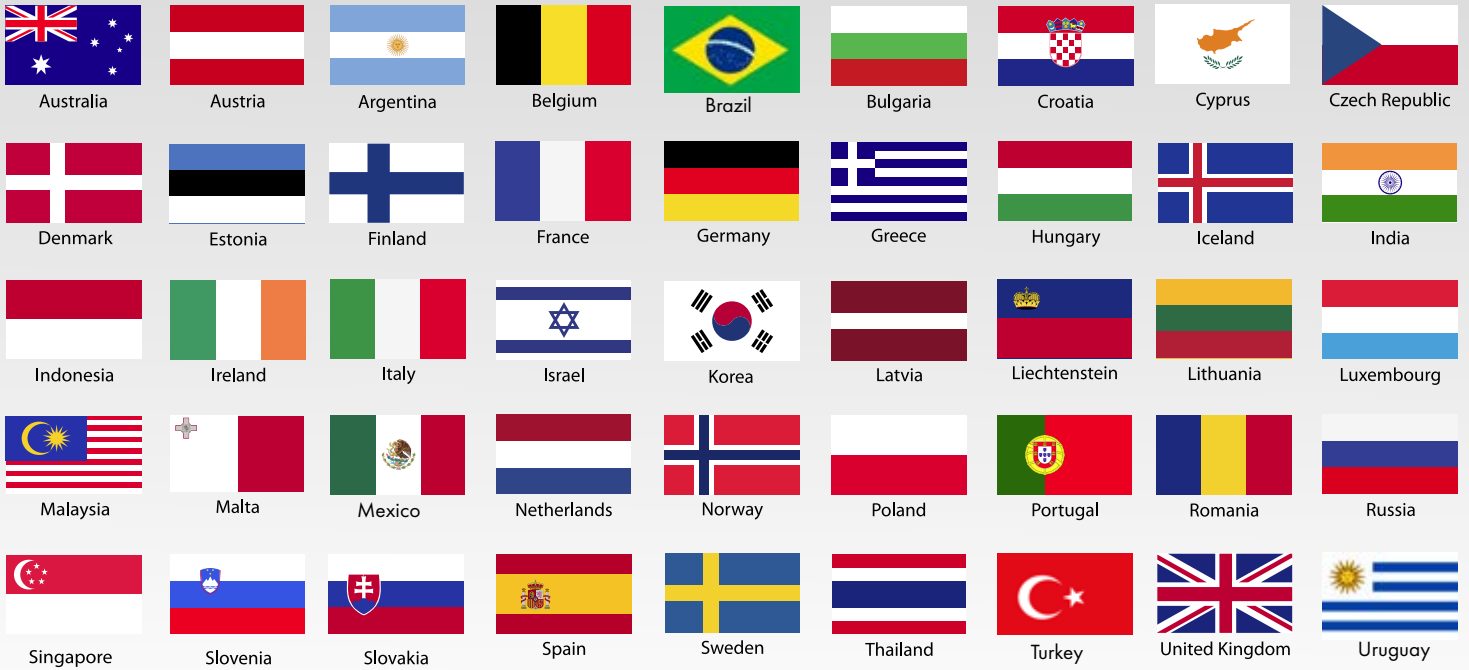 Australia Austria Argentina Belgium Brazil Bulgaria Croatia Cyprus Czech Republic
Denmark Estonia Finland France Germany Greece Hungary Iceland India
Indonesia Ireland Italy Israel Korea Latvia Liechtenstein Lithuania Luxembourg
Malaysia Malta Mexico Netherlands Norway Poland Portugal Romania Russia
Singapore Slovenia Slovakia Spain Sweden Thailand Turkey United Kingdom Uruguay